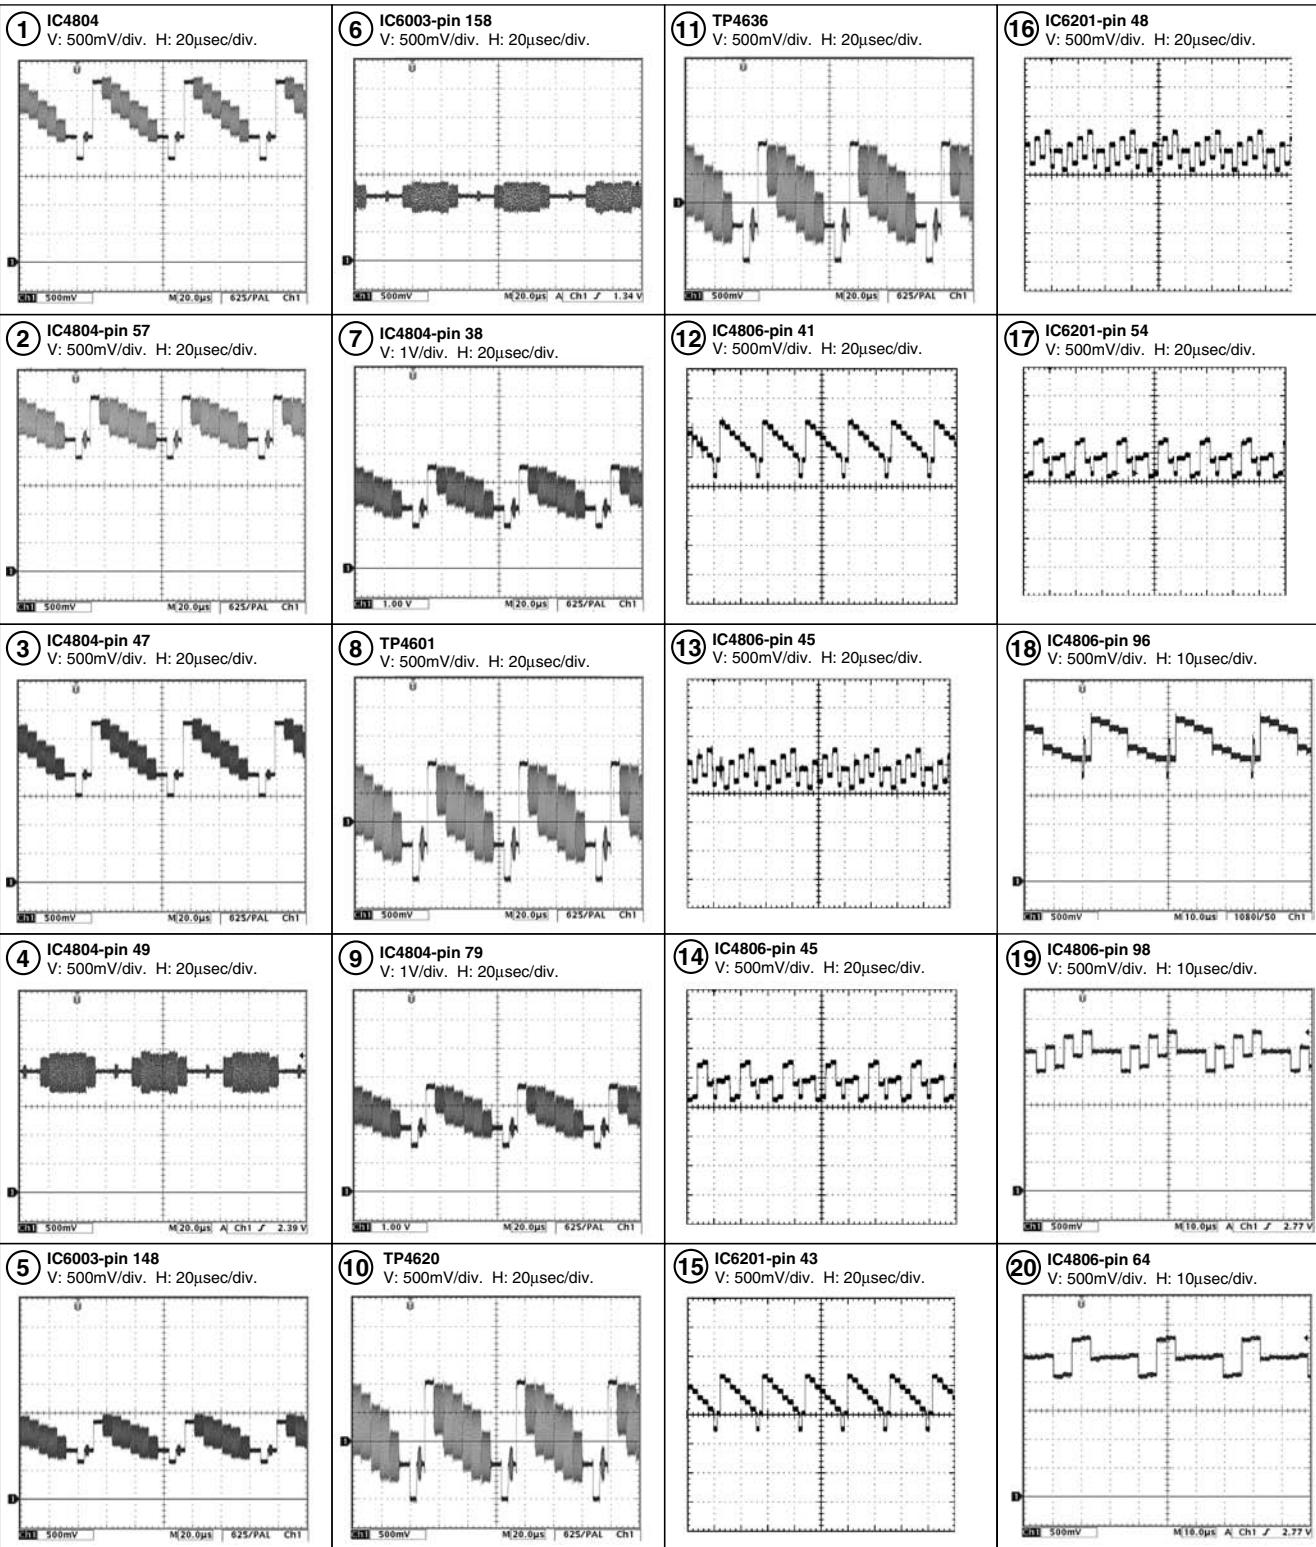 1 IC4804
V: 500mV/div. H: 20μsec/div.
Ch1 500mV M 20.0μs 625/PAL Ch1
2 IC4804-pin 57
V: 500mV/div. H: 20μsec/div.
Ch1 500mV M 20.0μs 625/PAL Ch1
3 IC4804-pin 47
V: 500mV/div. H: 20μsec/div.
Ch1 500mV M 20.0μs 625/PAL Ch1
4 IC4804-pin 49
V: 500mV/div. H: 20μsec/div.
Ch1 500mV M 20.0μs A Ch1 2.39 V
5 IC6003-pin 148
V: 500mV/div. H: 20μsec/div.
Ch1 500mV M 20.0μs 625/PAL Ch1
6 IC6003-pin 158
V: 500mV/div. H: 20μsec/div.
Ch1 500mV M 20.0μs A Ch1 1.34 V
7 IC4804-pin 38
V: 1V/div. H: 20μsec/div.
Ch1 1.00 V M 20.0μs 625/PAL Ch1
8 TP4601
V: 500mV/div. H: 20μsec/div.
Ch1 500mV M 20.0μs 625/PAL Ch1
9 IC4804-pin 79
V: 1V/div. H: 20μsec/div.
Ch1 1.00 V M 20.0μs 625/PAL Ch1
10 TP4620
V: 500mV/div. H: 20μsec/div.
Ch1 500mV M 20.0μs 625/PAL Ch1
11 TP4636
V: 500mV/div. H: 20μsec/div.
Ch1 500mV M 20.0μs 625/PAL Ch1
12 IC4806-pin 41
V: 500mV/div. H: 20μsec/div.
13 IC4806-pin 45
V: 500mV/div. H: 20μsec/div.
14 IC4806-pin 45
V: 500mV/div. H: 20μsec/div.
15 IC6201-pin 43
V: 500mV/div. H: 20μsec/div.
16 IC6201-pin 48
V: 500mV/div. H: 20μsec/div.
17 IC6201-pin 54
V: 500mV/div. H: 20μsec/div.
18 IC4806-pin 96
V: 500mV/div. H: 10μsec/div.
Ch1 500mV M 10.0μs 1080i/50 Ch1
19 IC4806-pin 98
V: 500mV/div. H: 10μsec/div.
Ch1 500mV M 10.0μs A Ch1 2.77 V
20 IC4806-pin 64
V: 500mV/div. H: 10μsec/div.
Ch1 500mV M 10.0μs A Ch1 2.77 V